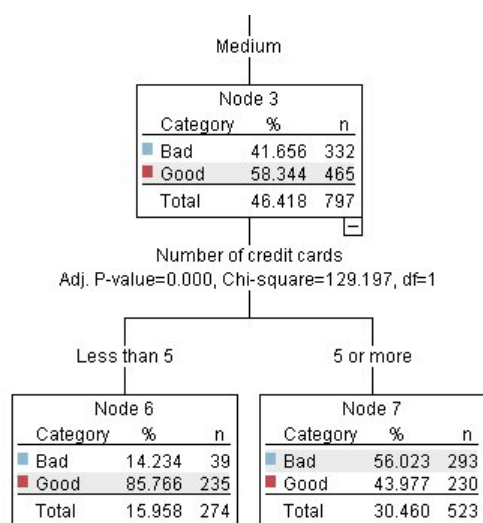 Medium
Node 3
Category % n
Bad 41.656 332
Good 58.344 465
Total 46.418 797
Number of credit cards
Adj. P-value=0.000, Chi-square=129.197, df=1
Less than 5
5 or more
Node 6
Category % n
Bad 14.234 39
Good 85.766 235
Total 15.958 274
Node 7
Category % n
Bad 56.023 293
Good 43.977 230
Total 30.460 523